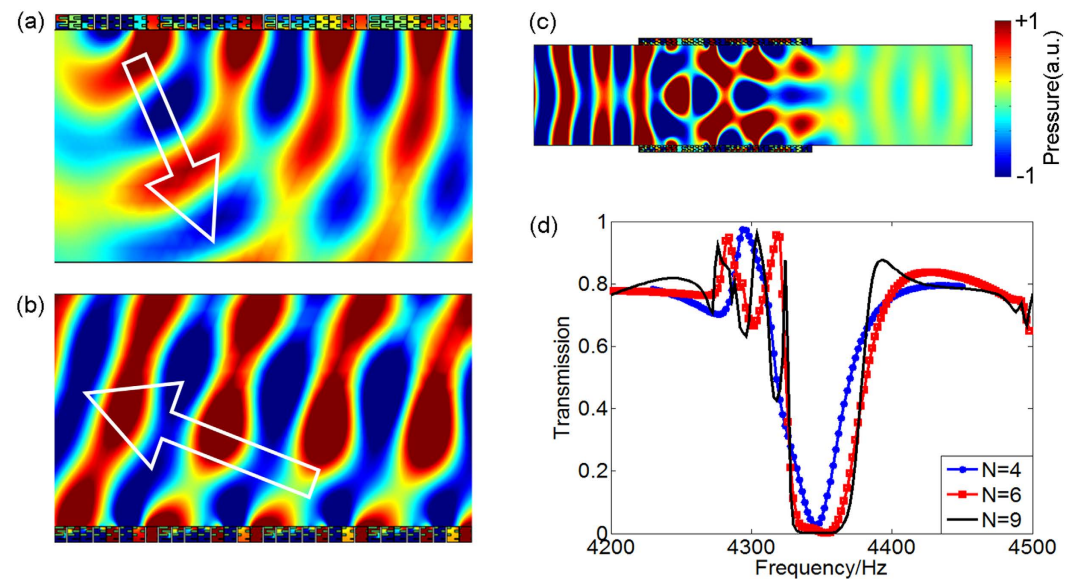 (a)
(b)
(c)
+1
-1
Pressure(a.u.)
(d)
1
0.8
0.6
0.4
0.2
0
Transmission
4200
4300
4400
4500
Frequency/Hz
N=4
N=6
N=9